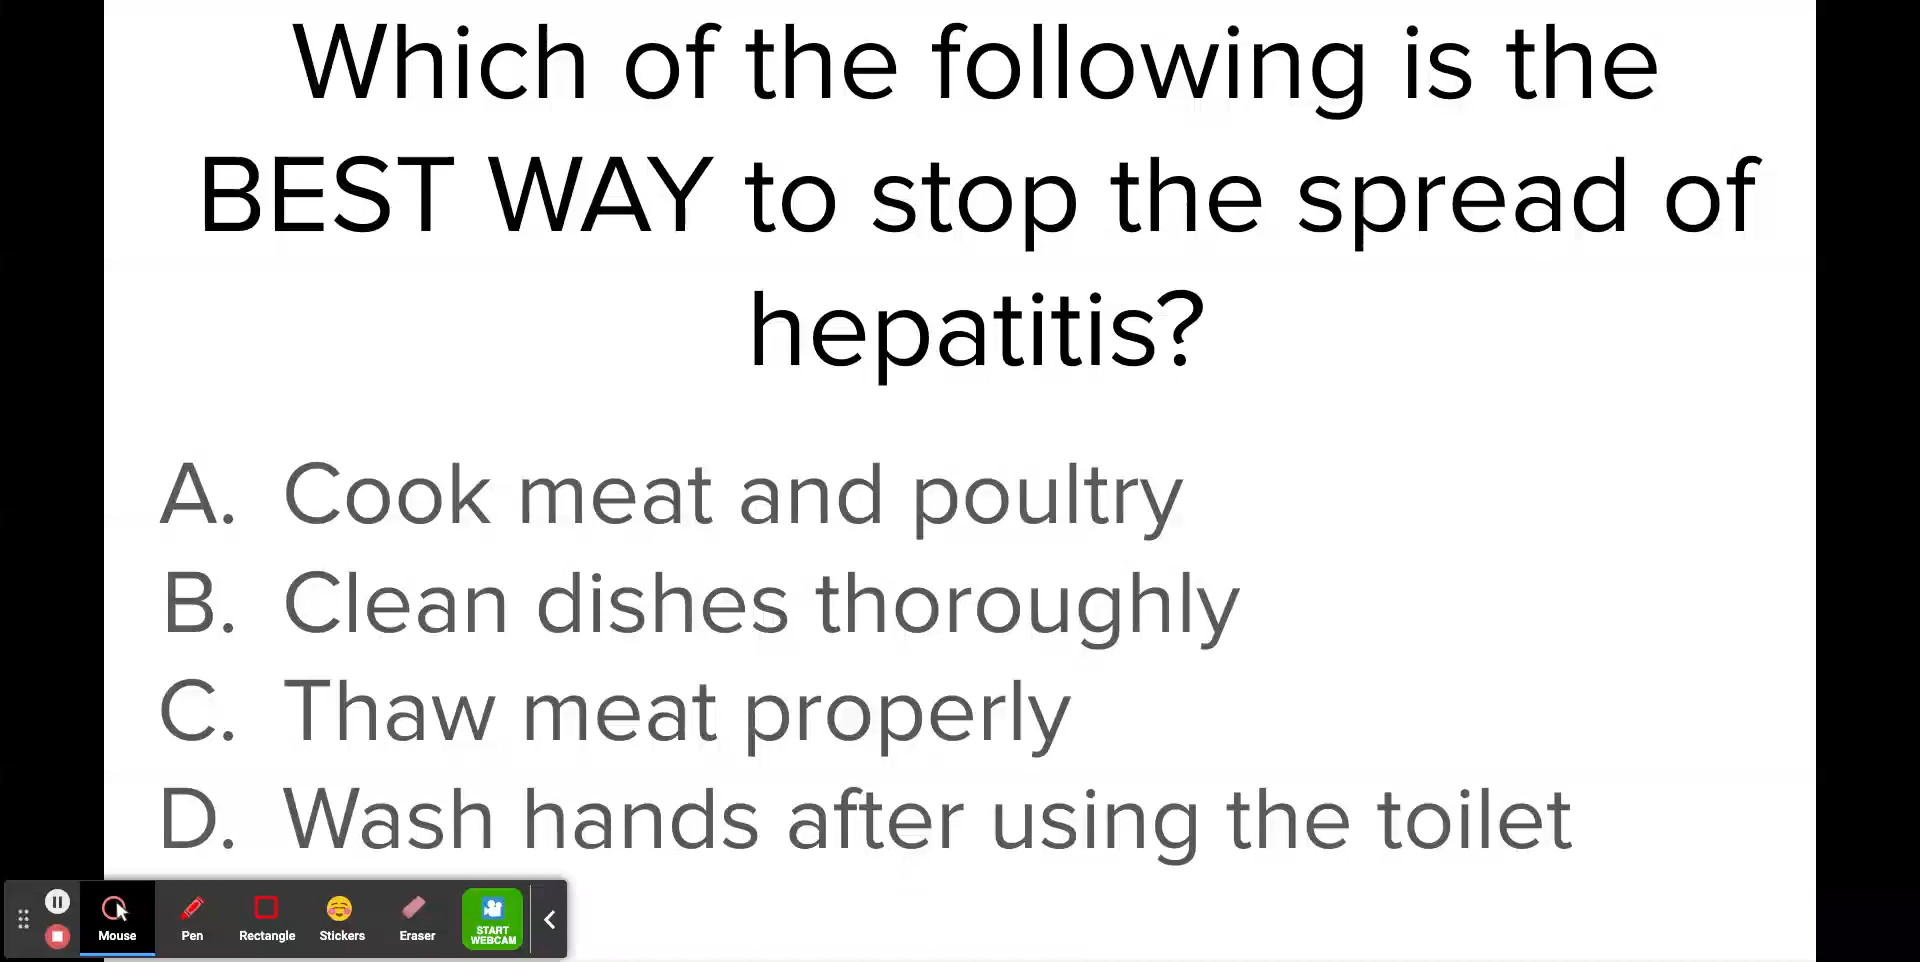 Which of the following is the
BEST WAY to stop the spread of
hepatitis?
A. Cook meat and poultry
B. Clean dishes thoroughly
C. Thaw meat properly
D. Wash hands after using the toilet
Mouse Pen Rectangle Stickers Eraser START
WEBCAM